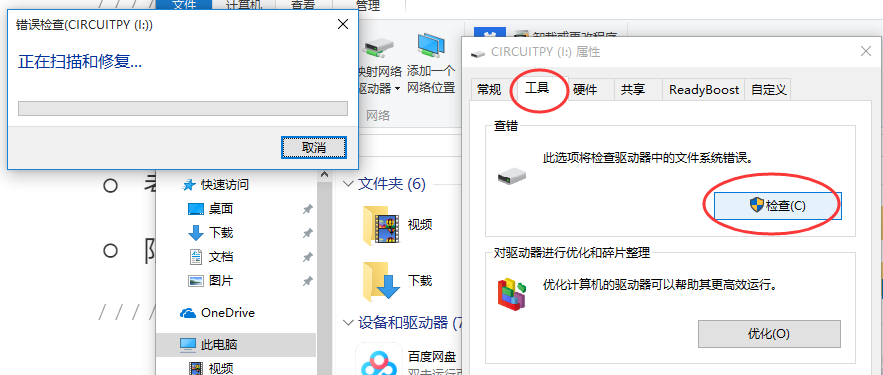 错误检查(CIRCUITPY (I:))
正在扫描和修复...
取消
文件
计算机
查看
管理
映射网络
驱动器
添加一个
网络位置
网络
卸载或更改程序
快速访问
桌面
下载
文档
图片
OneDrive
此电脑
视频
文件夹 (6)
视频
下载
设备和驱动器 (7
百度网盘
双击运行
CIRCUITPY (I:) 属性
常规
工具
硬件
共享
ReadyBoost
自定义
查错
此选项将检查驱动器中的文件系统错误。
检查(C)
对驱动器进行优化和碎片整理
优化计算机的驱动器可以帮助其更高效运行。
优化(O)